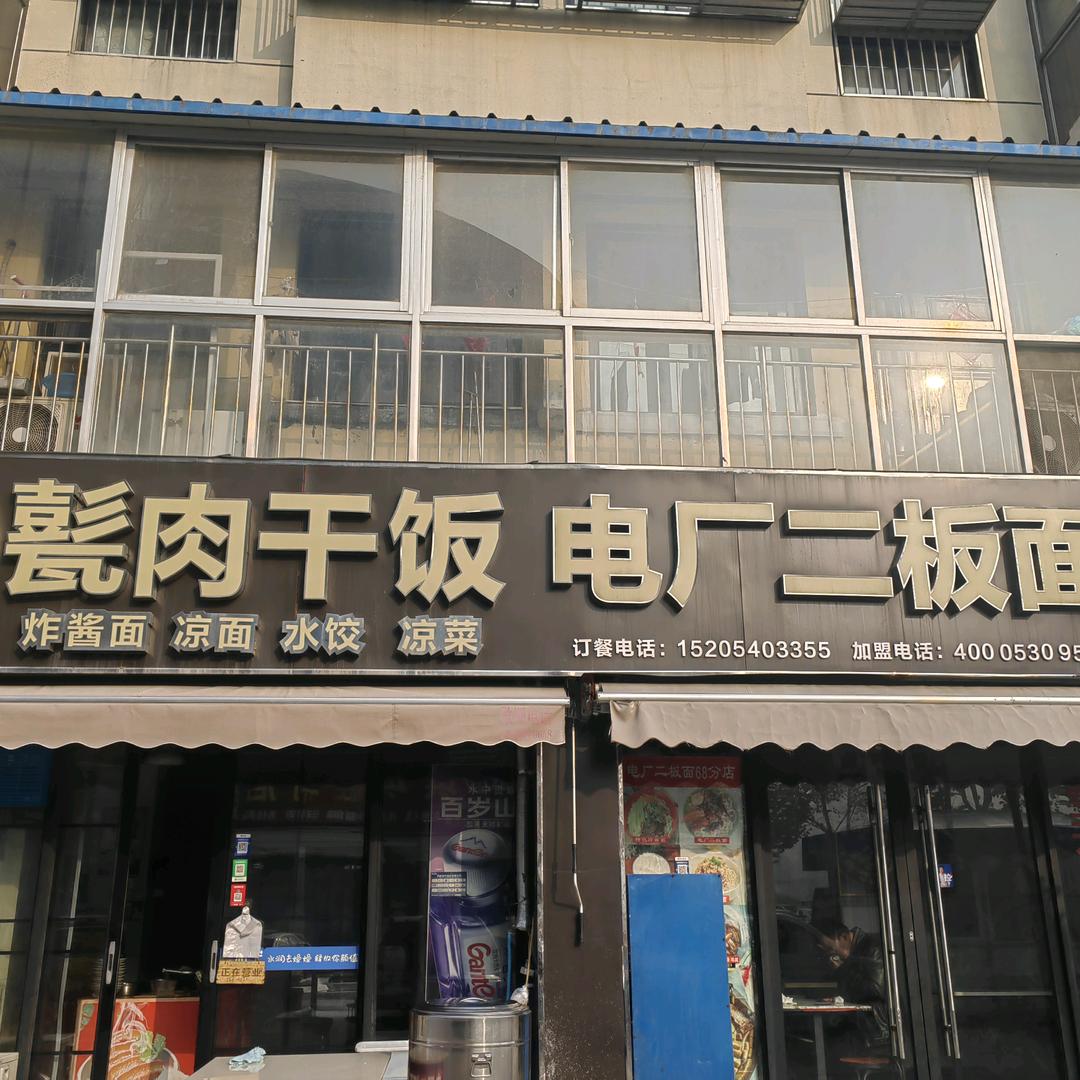 甏肉干饭
炸酱面 凉面 水饺 凉菜
电厂二板面
订餐电话：15205403355 加盟电话：400 0530 95
电厂二板面68分店
百岁山
正在营业